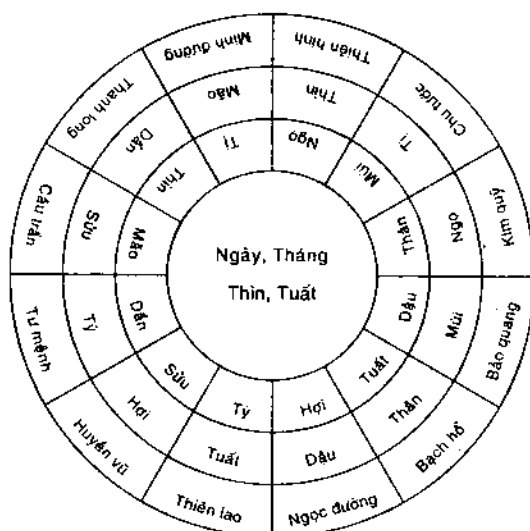 Thanh long
Minh đường
Thiên hình
Chu tước
Kim quỹ
Bảo quang
Bạch hổ
Ngọc đường
Thiên lao
Huyền vũ
Tư mệnh
Câu trần
Dần
Mão
Thìn
Tị
Ngọ
Mùi
Thân
Dậu
Tuất
Hợi
Tý
Sửu
Thìn
Tị
Ngọ
Mùi
Thân
Dậu
Tuất
Hợi
Tý
Sửu
Dần
Mão
Ngày, Tháng
Thìn, Tuất